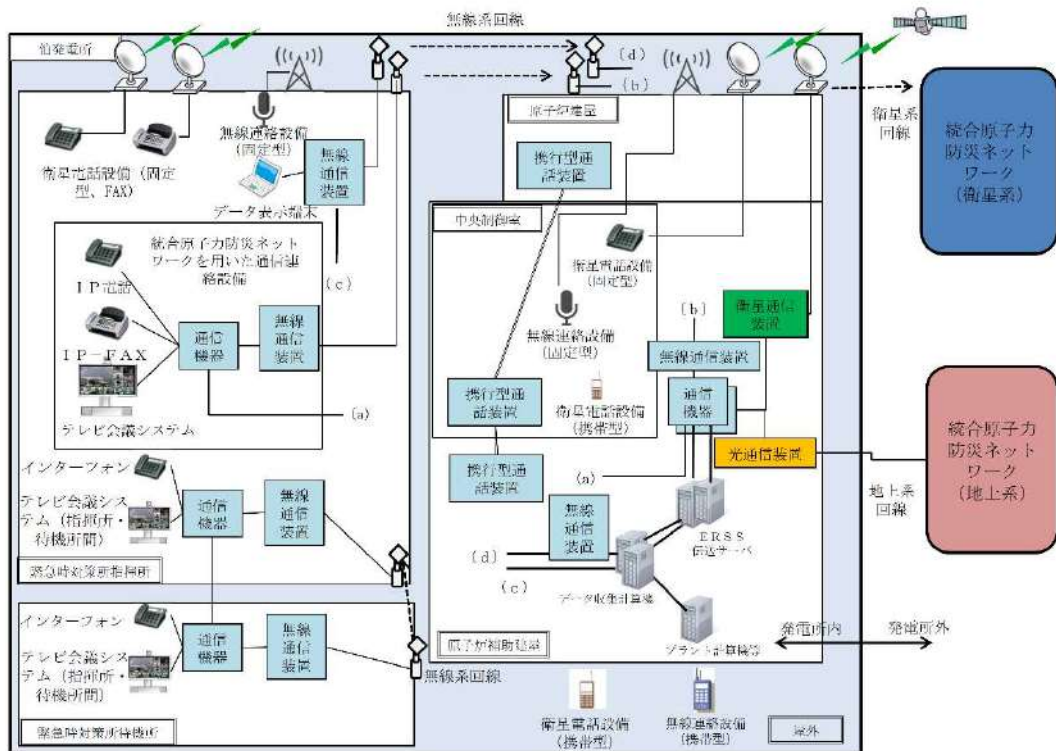 無線系回線
泊発電所
(d)
(b)
無線連絡設備
(固定型)
無線
通信
装置
衛星電話設備（固定
型、FAX）
データ表示端末
(c)
統合原子力防災ネット
ワークを用いた通信連
絡設備
ＩＰ電話
ＩＰ－ＦＡＸ
テレビ会議システム
通信
機器
無線
通信
装置
(a)
インターフォン
テレビ会議シス
テム（指揮所・
待機所間）
通信
機器
無線
通信
装置
緊急時対策所指揮所
インターフォン
テレビ会議シス
テム（指揮所・
待機所間）
通信
機器
無線
通信
装置
緊急時対策所待機所
無線系回線
原子炉建屋
携行型通
話装置
中央制御室
衛星電話設備
(固定型)
無線連絡設備
(固定型)
携行型通
話装置
衛星電話設備
(携帯型)
携行型通
話装置
(b)
衛星通信
装置
無線通信装置
通信
機器
光通信装置
(a)
無線
通信
装置
ＥＲＳＳ
伝送サーバ
(d)
(c)
データ収集計算機
プラント計算機等
原子炉補助建屋
発電所内
発電所外
衛星電話設備
(携帯型)
無線連絡設備
(携帯型)
屋外
衛星系
回線
統合原子力
防災ネット
ワーク
(衛星系)
統合原子力
防災ネット
ワーク
(地上系)
地上系
回線